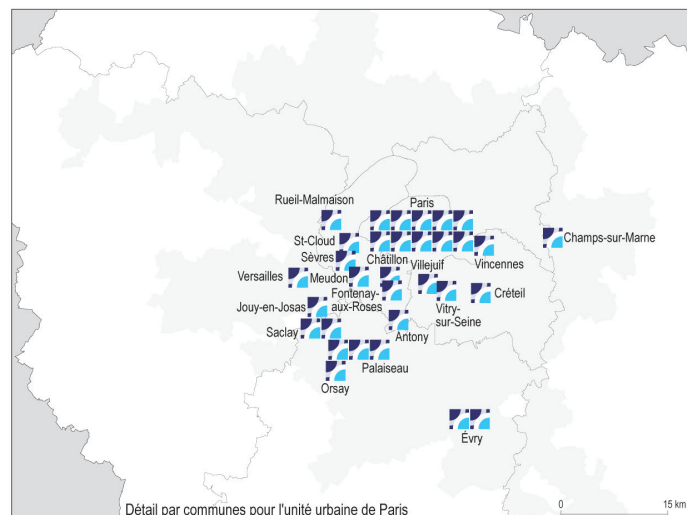 Rueil-Malmaison
Paris
St-Cloud
Champs-sur-Marne
Sèvres
Châtillon
Villejuif
Vincennes
Versailles
Meudon
Fontenay-
aux-Roses
Créteil
Jouy-en-Josas
Vitry-
sur-Seine
Saclay
Antony
Palaiseau
Orsay
Évry
Détail par communes pour l'unité urbaine de Paris
0
15 km